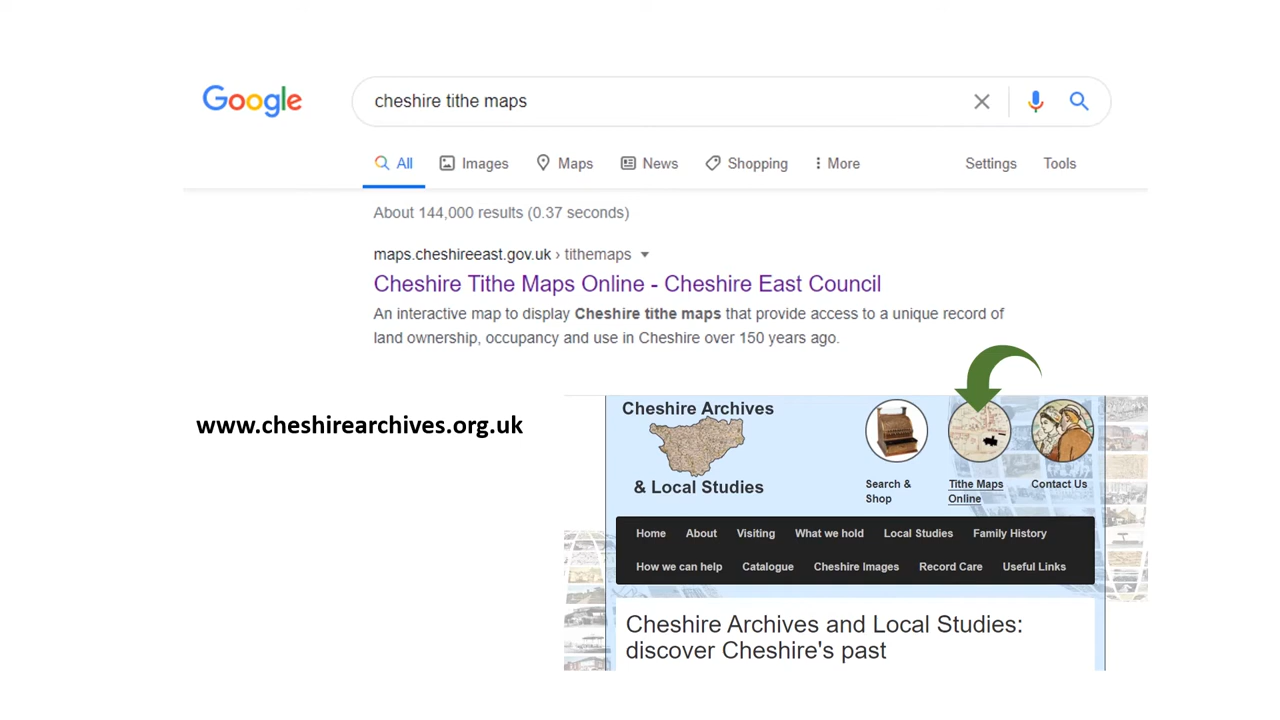 Google
cheshire tithe maps
All Images Maps News Shopping More Settings Tools
About 144,000 results (0.37 seconds)
maps.cheshireeast.gov.uk › tithemaps
Cheshire Tithe Maps Online - Cheshire East Council
An interactive map to display Cheshire tithe maps that provide access to a unique record of
land ownership, occupancy and use in Cheshire over 150 years ago.
www.cheshirearchives.org.uk
Cheshire Archives
& Local Studies
Search &
Shop
Tithe Maps
Online
Contact Us
Home About Visiting What we hold Local Studies Family History
How we can help Catalogue Cheshire Images Record Care Useful Links
Cheshire Archives and Local Studies:
discover Cheshire's past